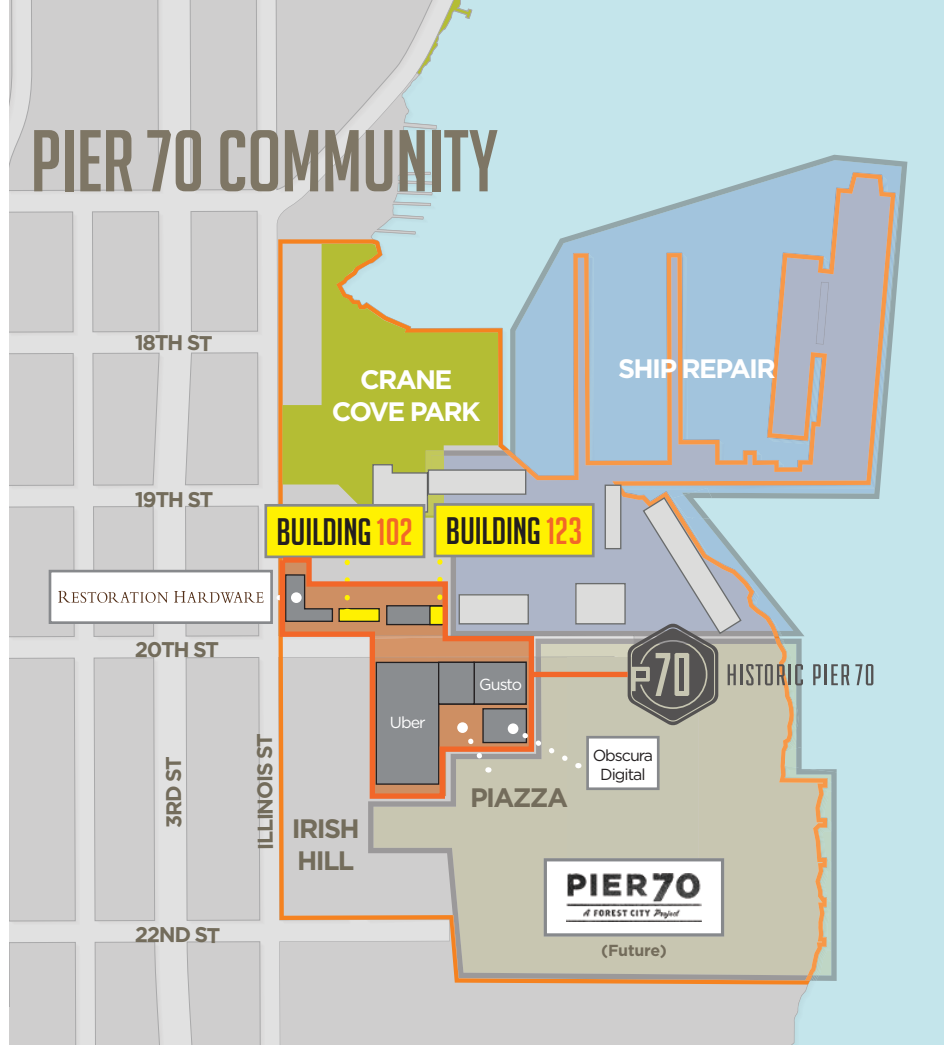 PIER 70 COMMUNITY
18TH ST
CRANE
COVE PARK
SHIP REPAIR
19TH ST
BUILDING 102
BUILDING 123
RESTORATION HARDWARE
20TH ST
P70
HISTORIC PIER 70
Gusto
Uber
Obscura
Digital
3RD ST
ILLINOIS ST
PIAZZA
IRISH
HILL
PIER 70
A FOREST CITY Project
(Future)
22ND ST